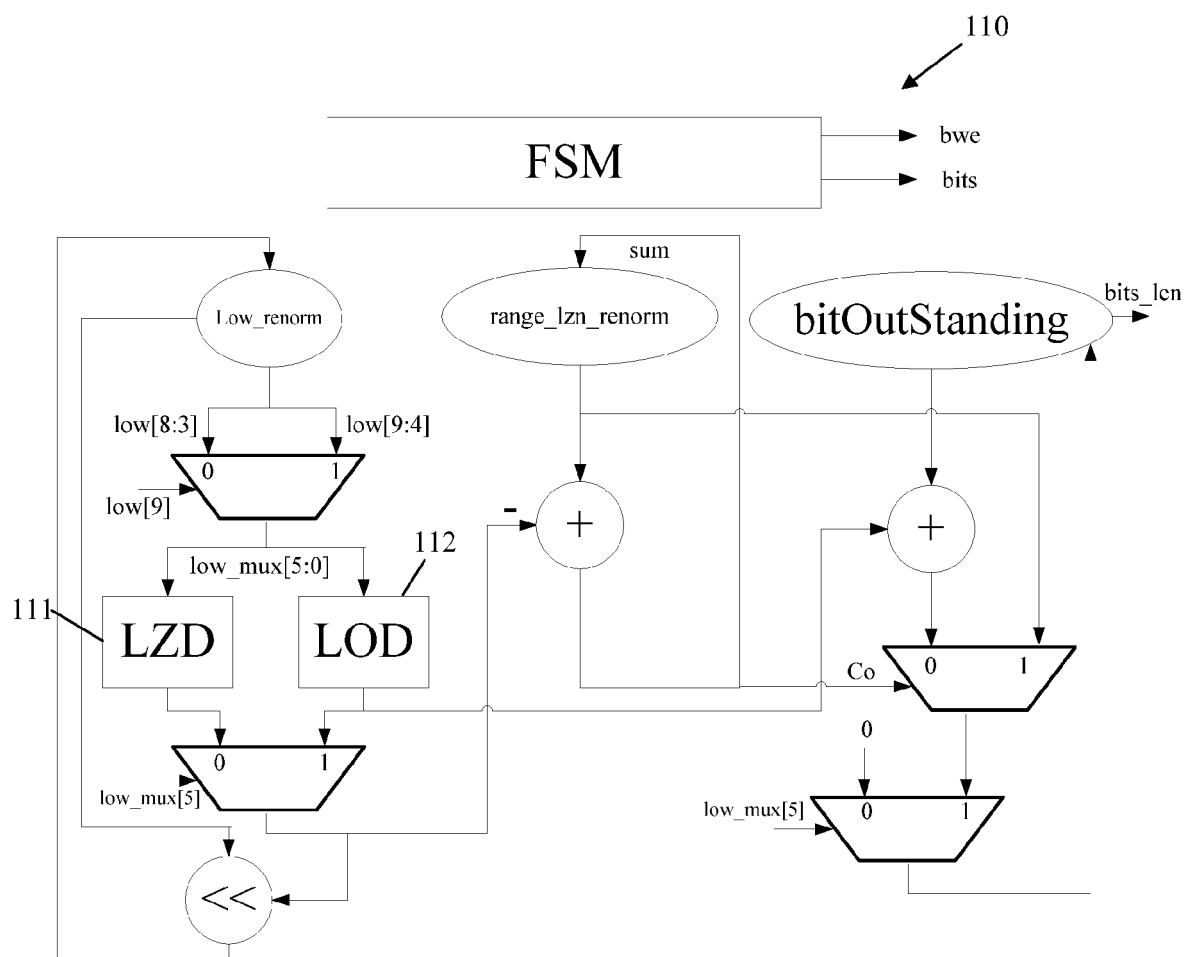 110
FSM
bwe
bits
sum
Low_renorm
range_lzn_renorm
bitOutStanding
bits_len
low[8:3]
low[9:4]
0
1
low[9]
-
+
+
low_mux[5:0]
112
111
LZD
LOD
0
1
Co
0
1
low_mux[5]
0
0
1
low_mux[5]
<<